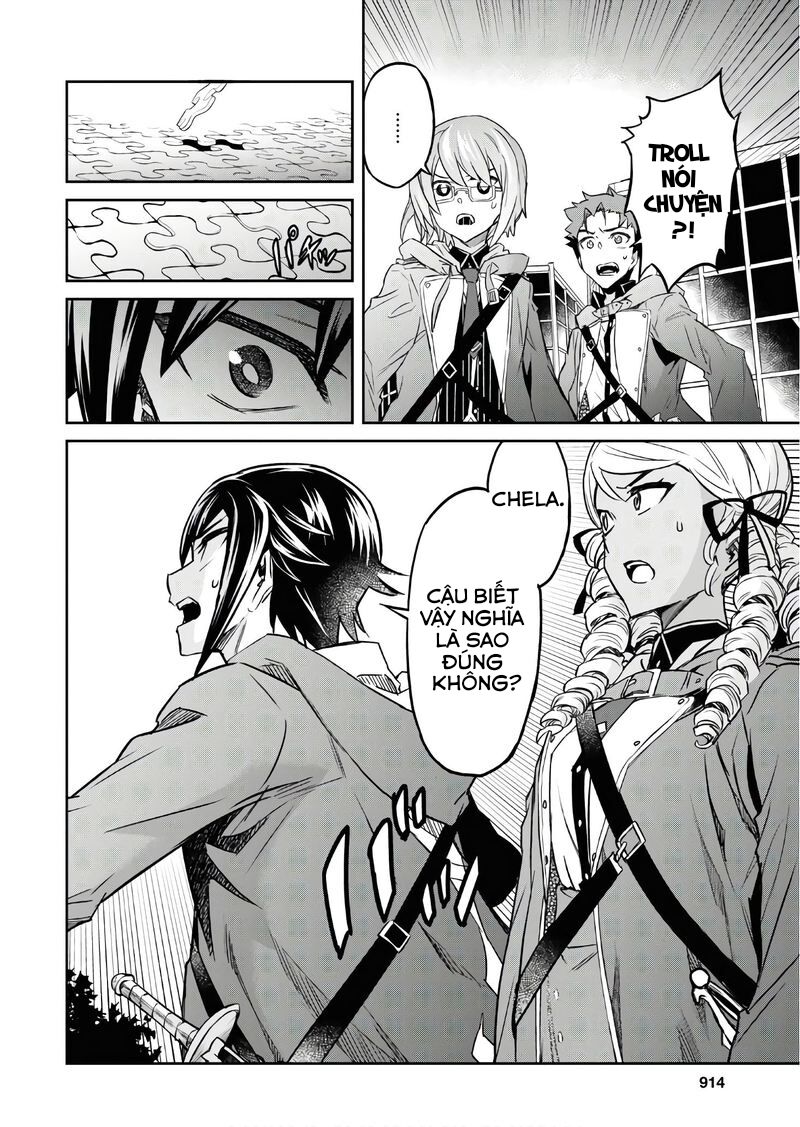 TROLL
NÓI
CHUYỆN
?!
......
CHELA.
CẬU BIẾT
VẬY NGHĨA
LÀ SAO
ĐÚNG
KHÔNG?
914